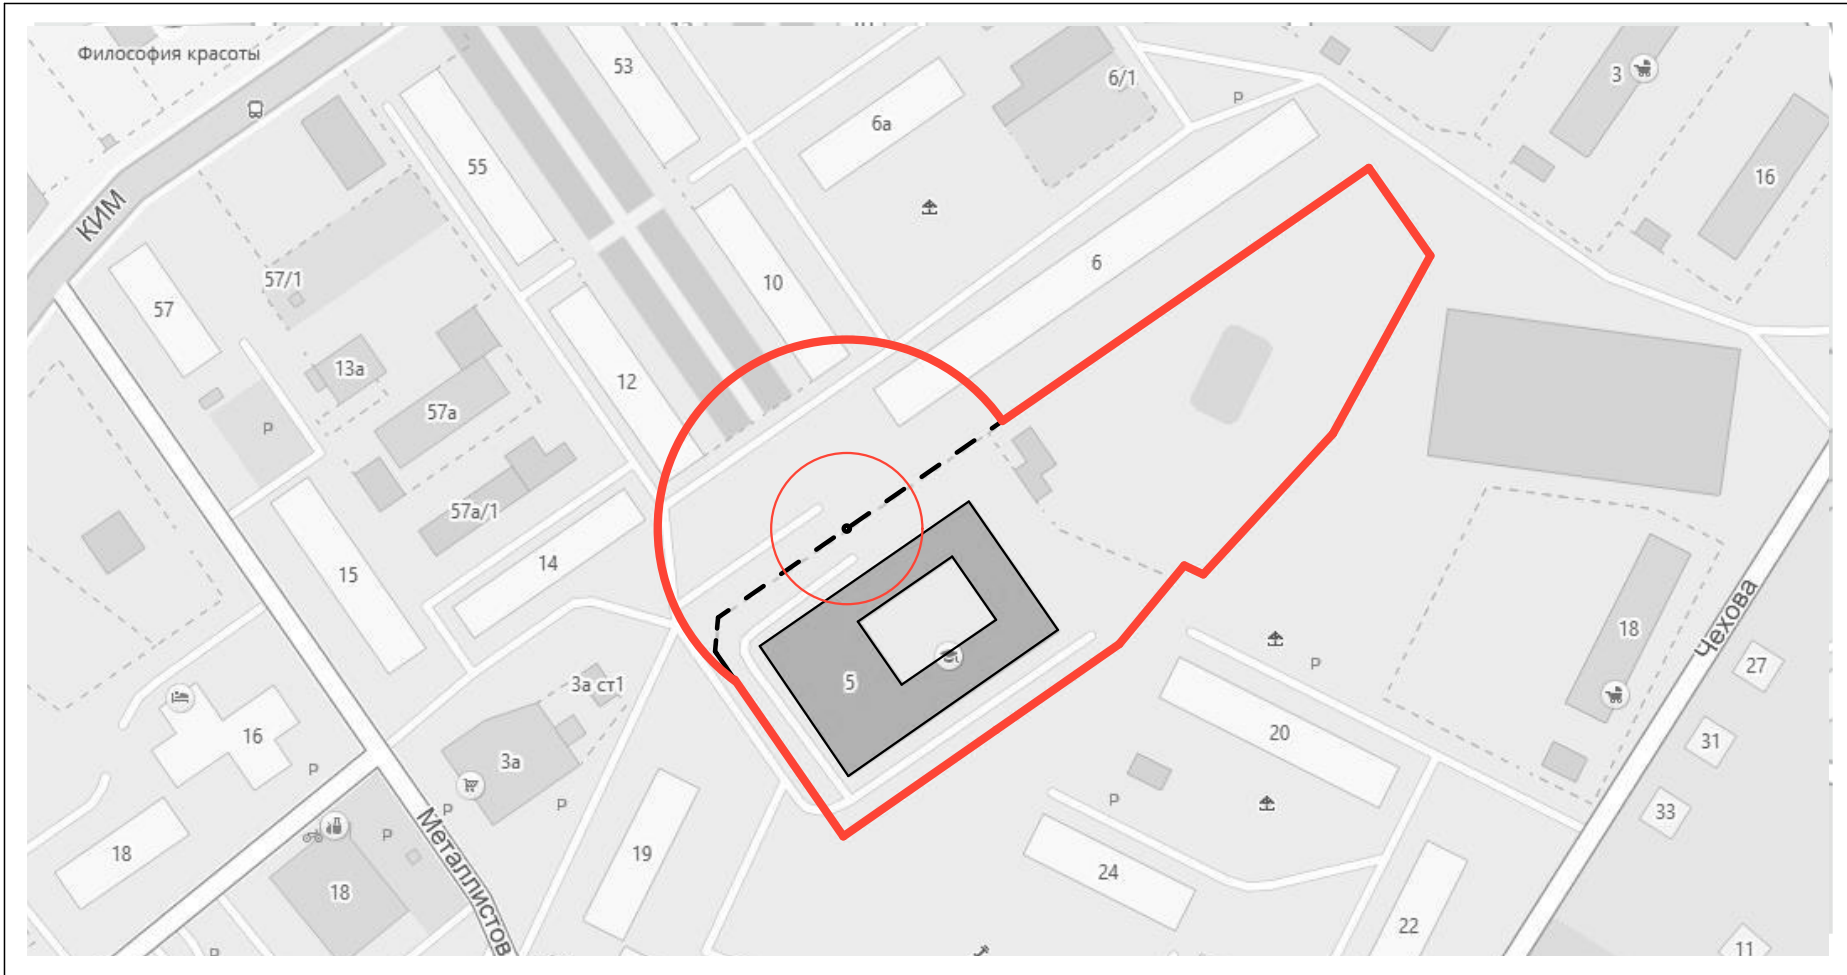 Философия красоты
53
6/1
Р
3
6а
55
16
КИМ
57/1
10
6
57
13а
12
57а
Р
57а/1
14
15
5
18
Чехова
27
Р
3а ст1
16
20
31
3а
Р
Р
Р
Р
33
Металлистов
Р
18
19
24
18
22
11
Р